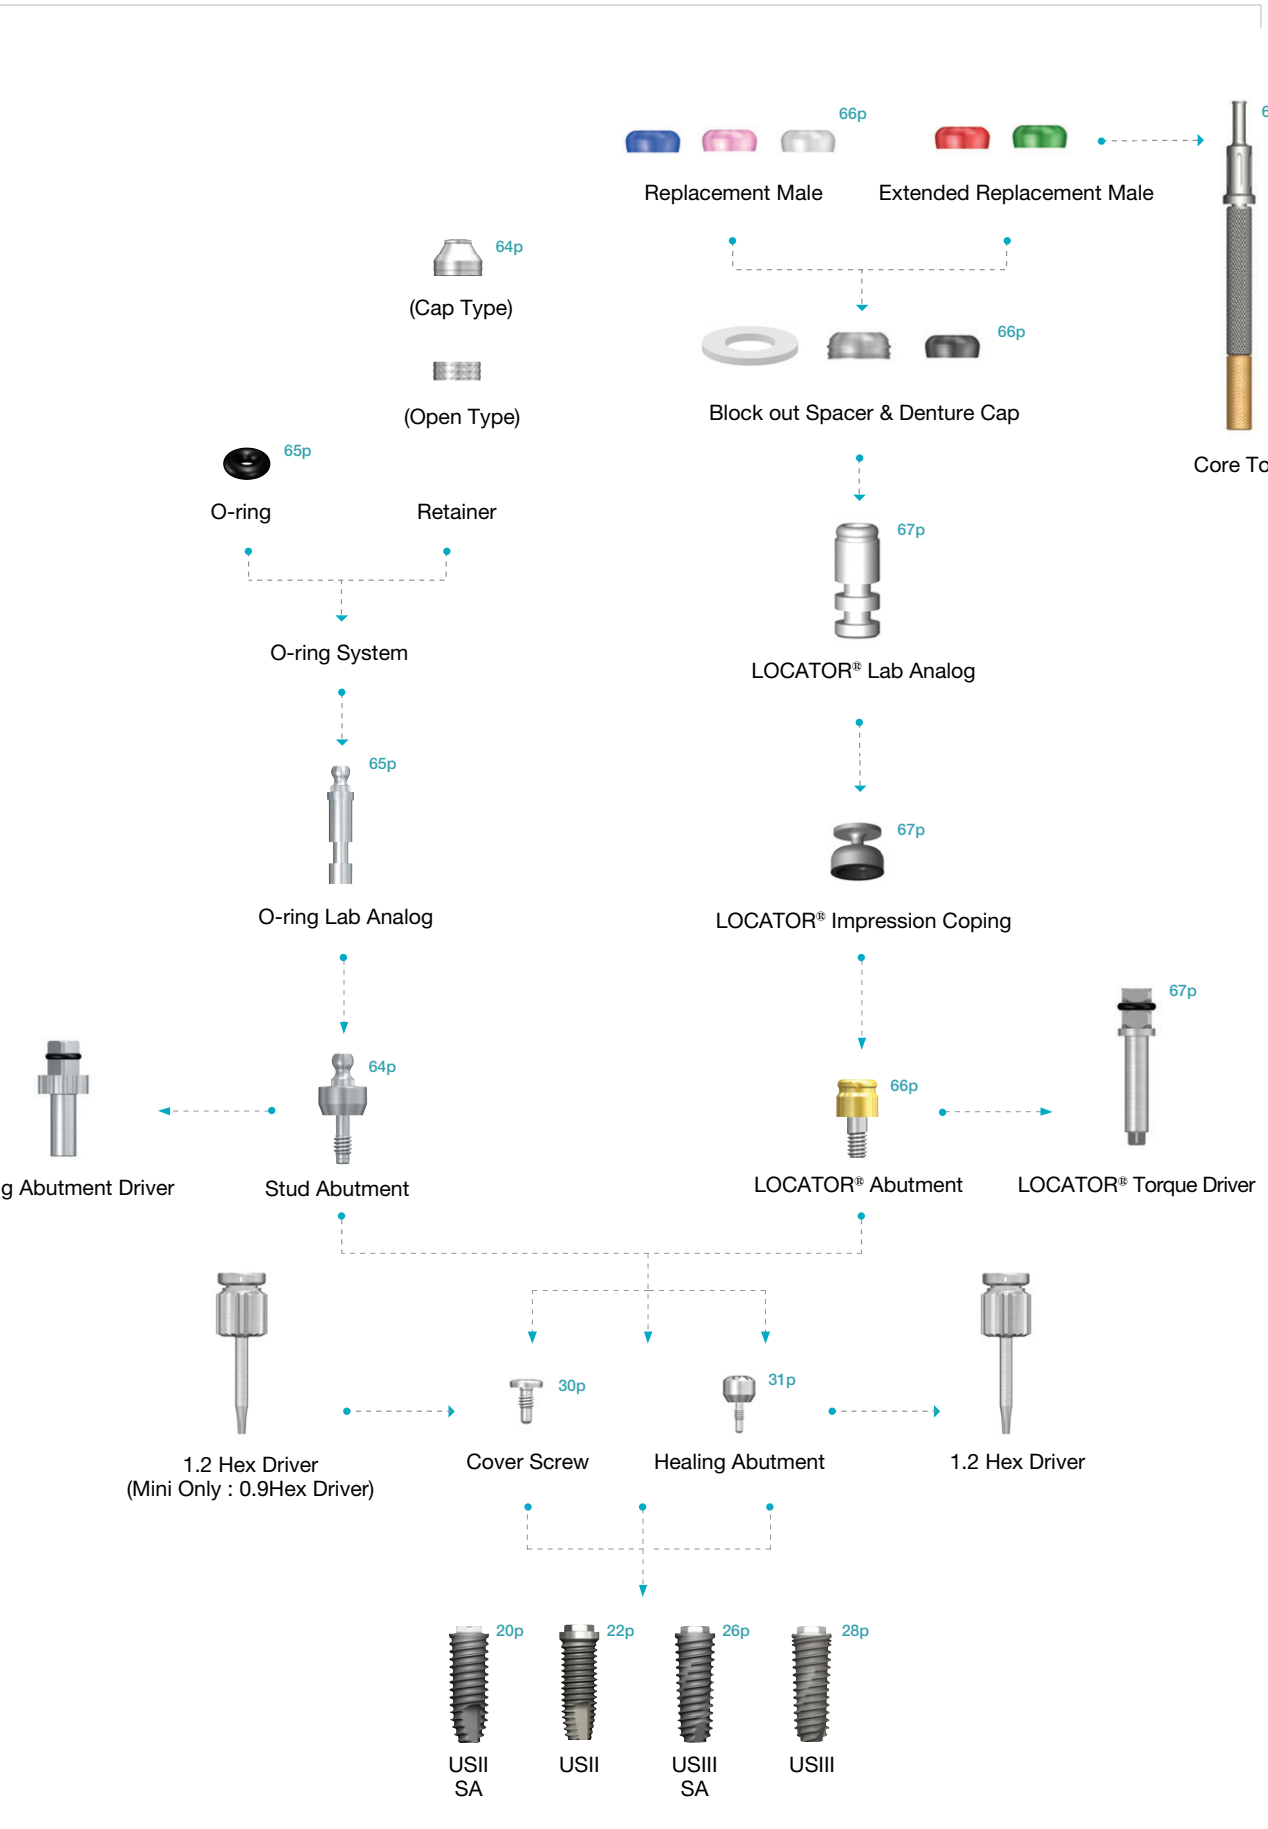 66p
6
Replacement Male
Extended Replacement Male
64p
(Cap Type)
66p
(Open Type)
Block out Spacer & Denture Cap
65p
Core To
O-ring
Retainer
67p
O-ring System
LOCATOR® Lab Analog
65p
67p
O-ring Lab Analog
LOCATOR® Impression Coping
67p
64p
66p
g Abutment Driver
Stud Abutment
LOCATOR® Abutment
LOCATOR® Torque Driver
30p
31p
1.2 Hex Driver
(Mini Only : 0.9Hex Driver)
Cover Screw
Healing Abutment
1.2 Hex Driver
20p
22p
26p
28p
USII
SA
USII
USIII
SA
USIII